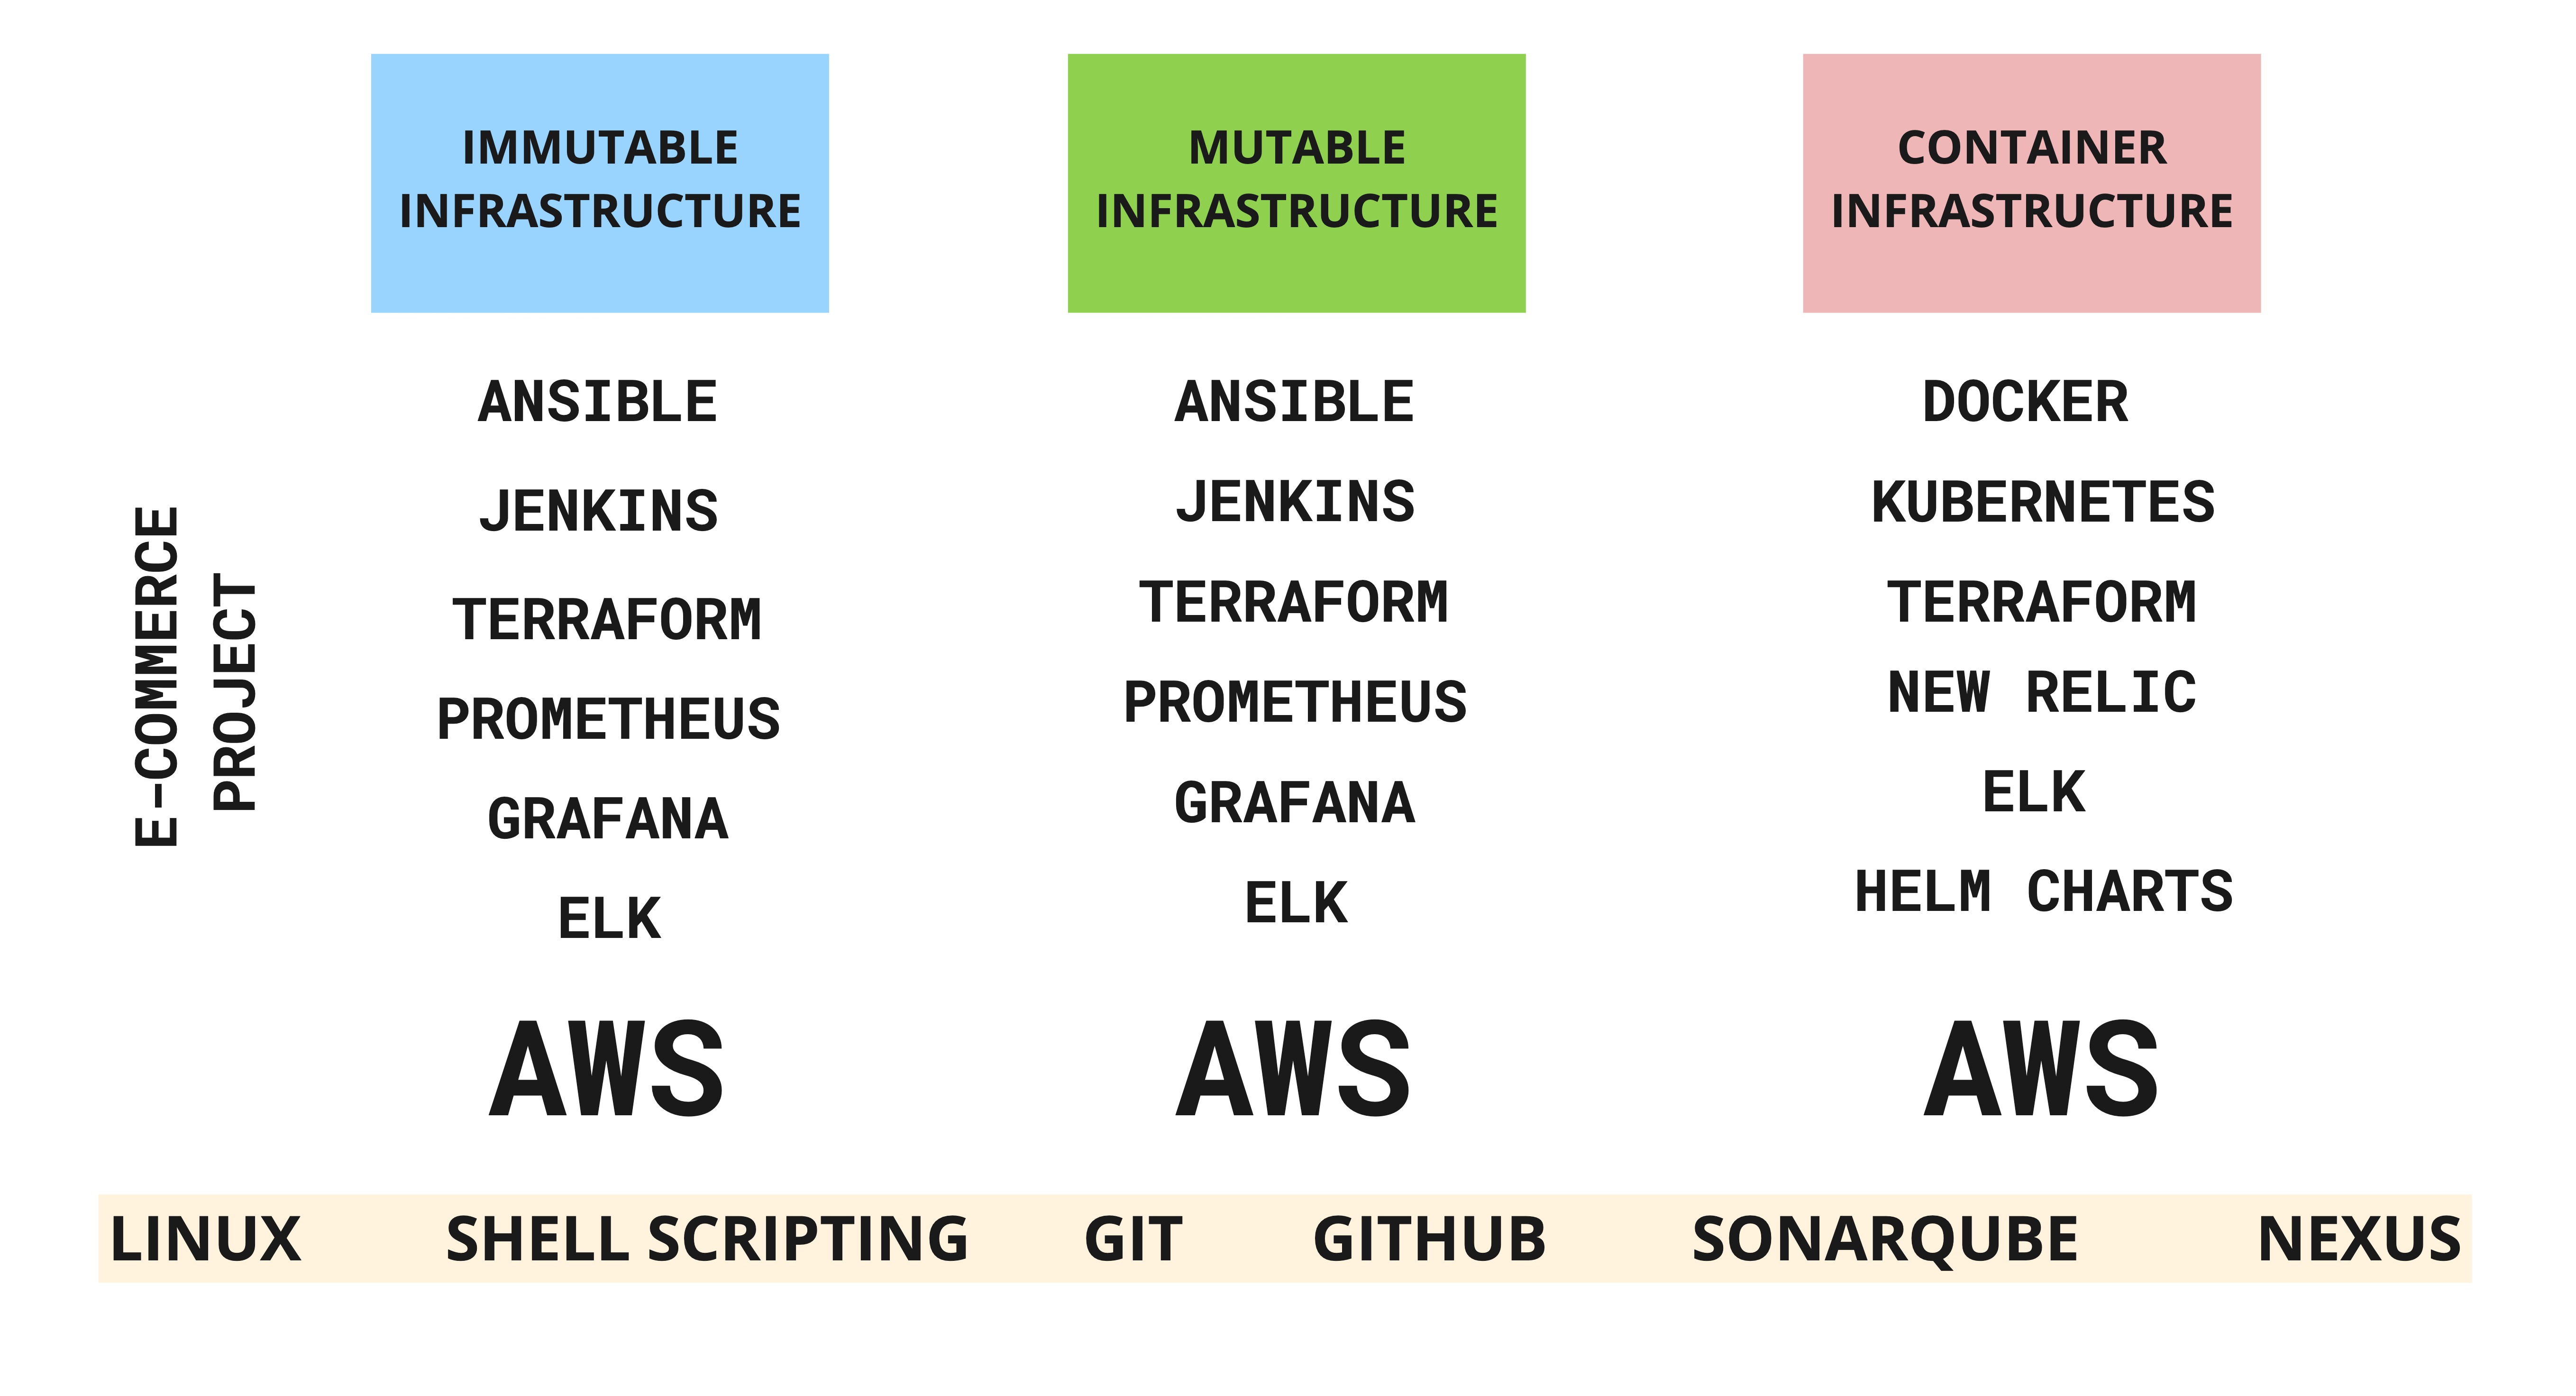 IMMUTABLE
INFRASTRUCTURE
MUTABLE
INFRASTRUCTURE
CONTAINER
INFRASTRUCTURE
E-COMMERCE
PROJECT
ANSIBLE
JENKINS
TERRAFORM
PROMETHEUS
GRAFANA
ELK
AWS
ANSIBLE
JENKINS
TERRAFORM
PROMETHEUS
GRAFANA
ELK
AWS
DOCKER
KUBERNETES
TERRAFORM
NEW RELIC
ELK
HELM CHARTS
AWS
LINUX SHELL SCRIPTING GIT GITHUB SONARQUBE NEXUS